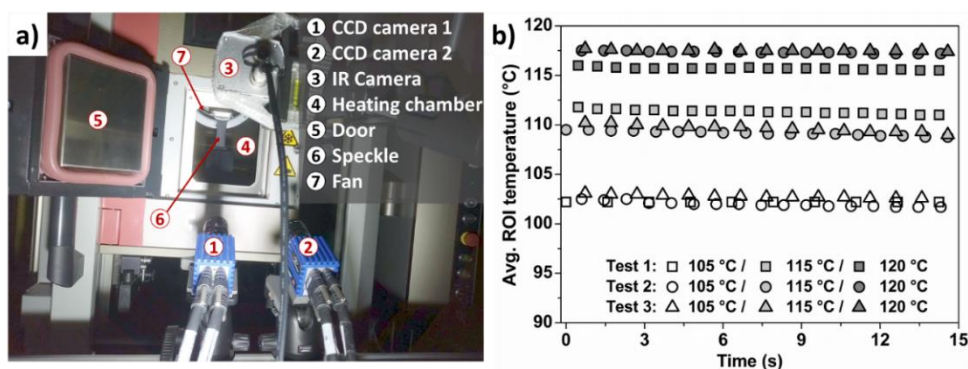 a)
① CCD camera 1
② CCD camera 2
③ IR Camera
④ Heating chamber
⑤ Door
⑥ Speckle
⑦ Fan
⑦
③
⑤
④
⑥
①
②
b)
Avg. ROI temperature (°C)
120
115
110
105
100
95
90
Test 1: □ 105 °C / ■ 115 °C / ■ 120 °C
Test 2: ○ 105 °C / ● 115 °C / ● 120 °C
Test 3: △ 105 °C / ▲ 115 °C / ▲ 120 °C
0 3 6 9 12 15
Time (s)